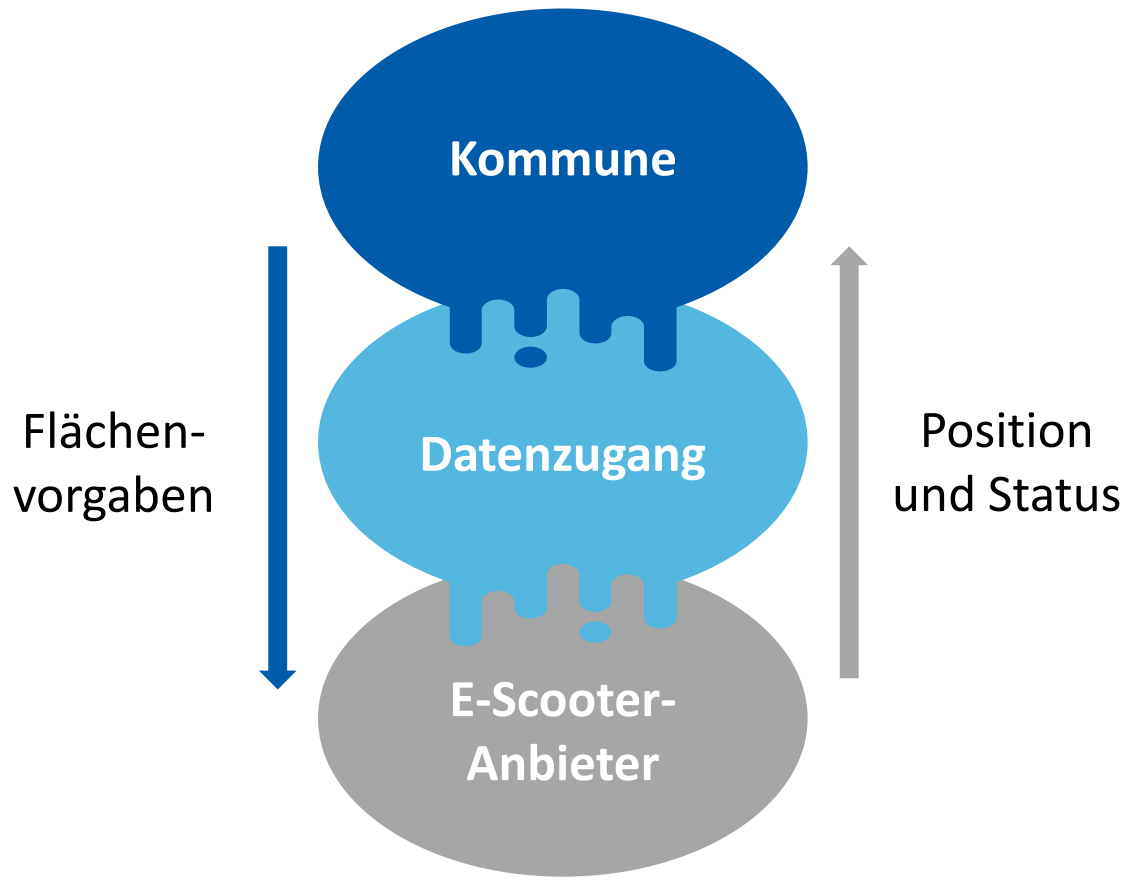 Kommune
Flächen-
vorgaben
Datenzugang
Position
und Status
E-Scooter-
Anbieter